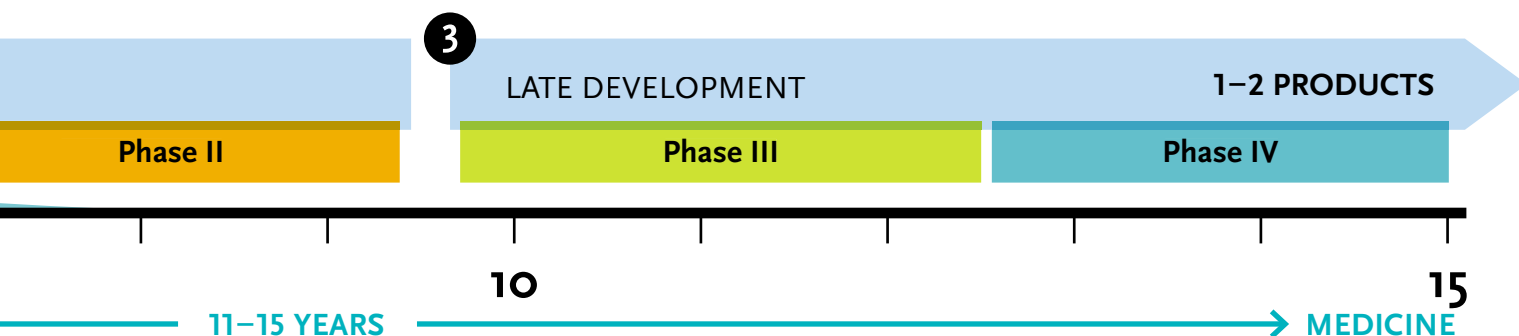 3
LATE DEVELOPMENT 1–2 PRODUCTS
Phase II Phase III Phase IV
10 15
11–15 YEARS MEDICINE